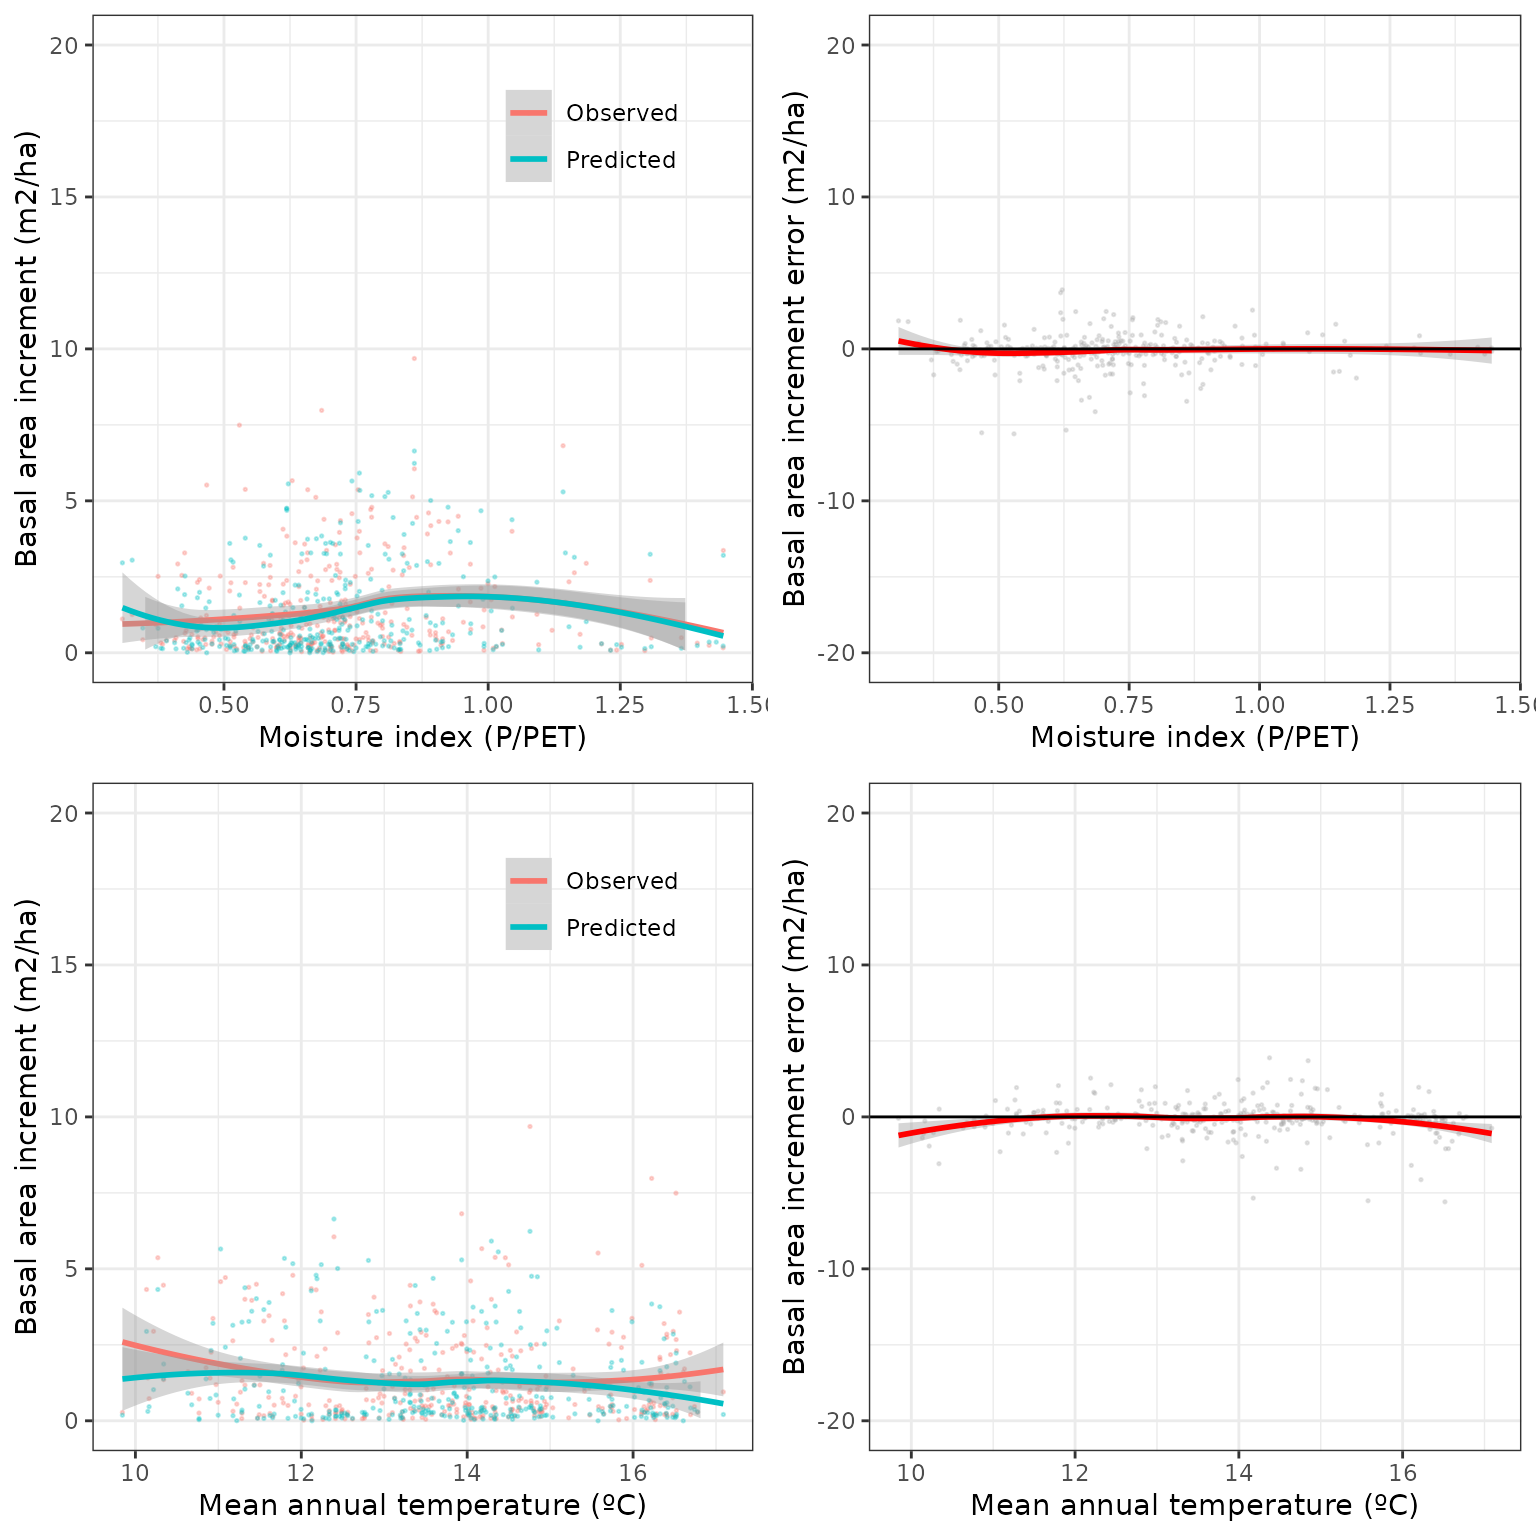 Basal area increment (m2/ha)
20
15
10
5
0
Observed
Predicted
0.50 0.75 1.00 1.25 1.50
Moisture index (P/PET)
Basal area increment error (m2/ha)
20
10
0
-10
-20
0.50 0.75 1.00 1.25 1.50
Moisture index (P/PET)
Basal area increment (m2/ha)
20
15
10
5
0
Observed
Predicted
10 12 14 16
Mean annual temperature (ºC)
Basal area increment error (m2/ha)
20
10
0
-10
-20
10 12 14 16
Mean annual temperature (ºC)